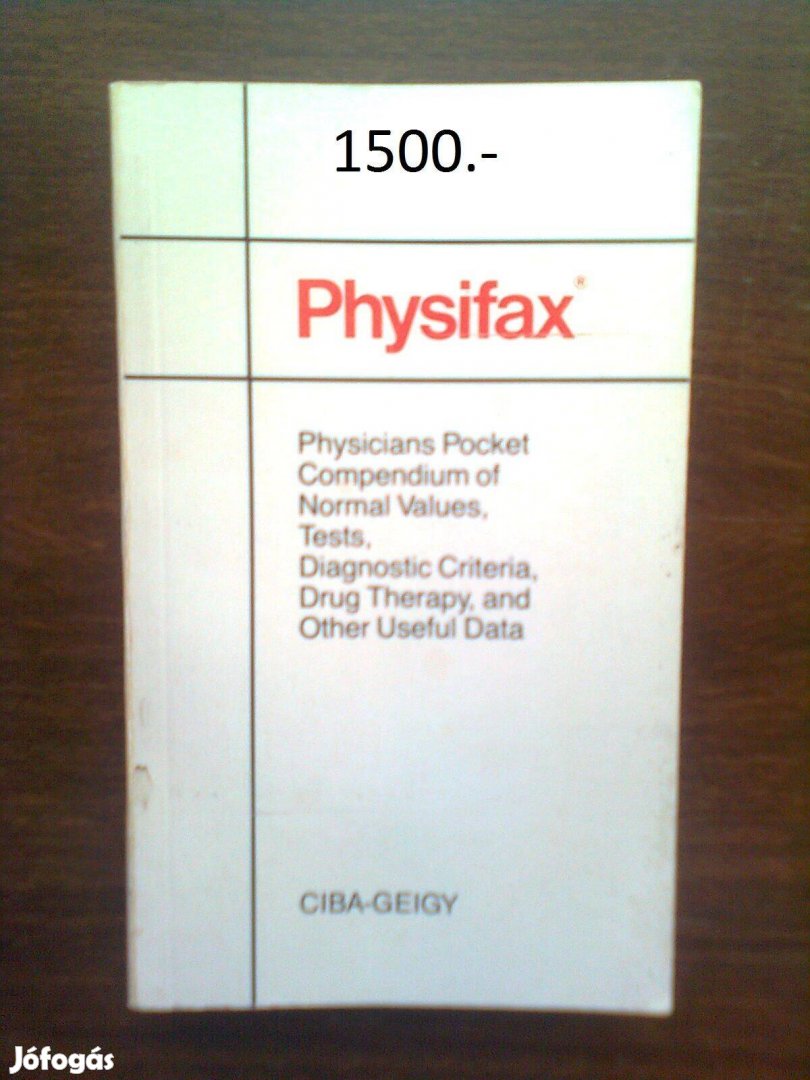 1500.-
Physifax®
Physicians Pocket
Compendium of
Normal Values,
Tests,
Diagnostic Criteria,
Drug Therapy, and
Other Useful Data
CIBA-GEIGY
Jófogás